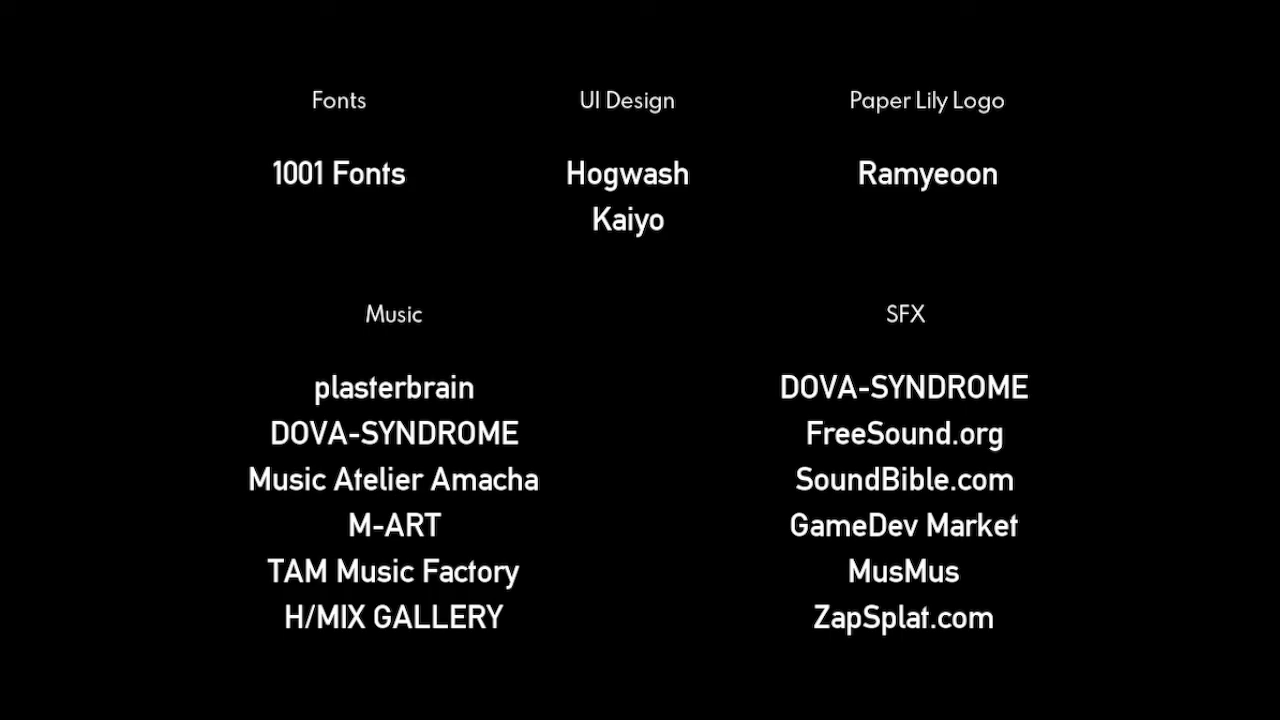 Fonts
1001 Fonts
UI Design
Hogwash
Kaiyo
Paper Lily Logo
Ramyeoon
Music
plasterbrain
DOVA-SYNDROME
Music Atelier Amacha
M-ART
TAM Music Factory
H/MIX GALLERY
SFX
DOVA-SYNDROME
FreeSound.org
SoundBible.com
GameDev Market
MusMus
ZapSplat.com